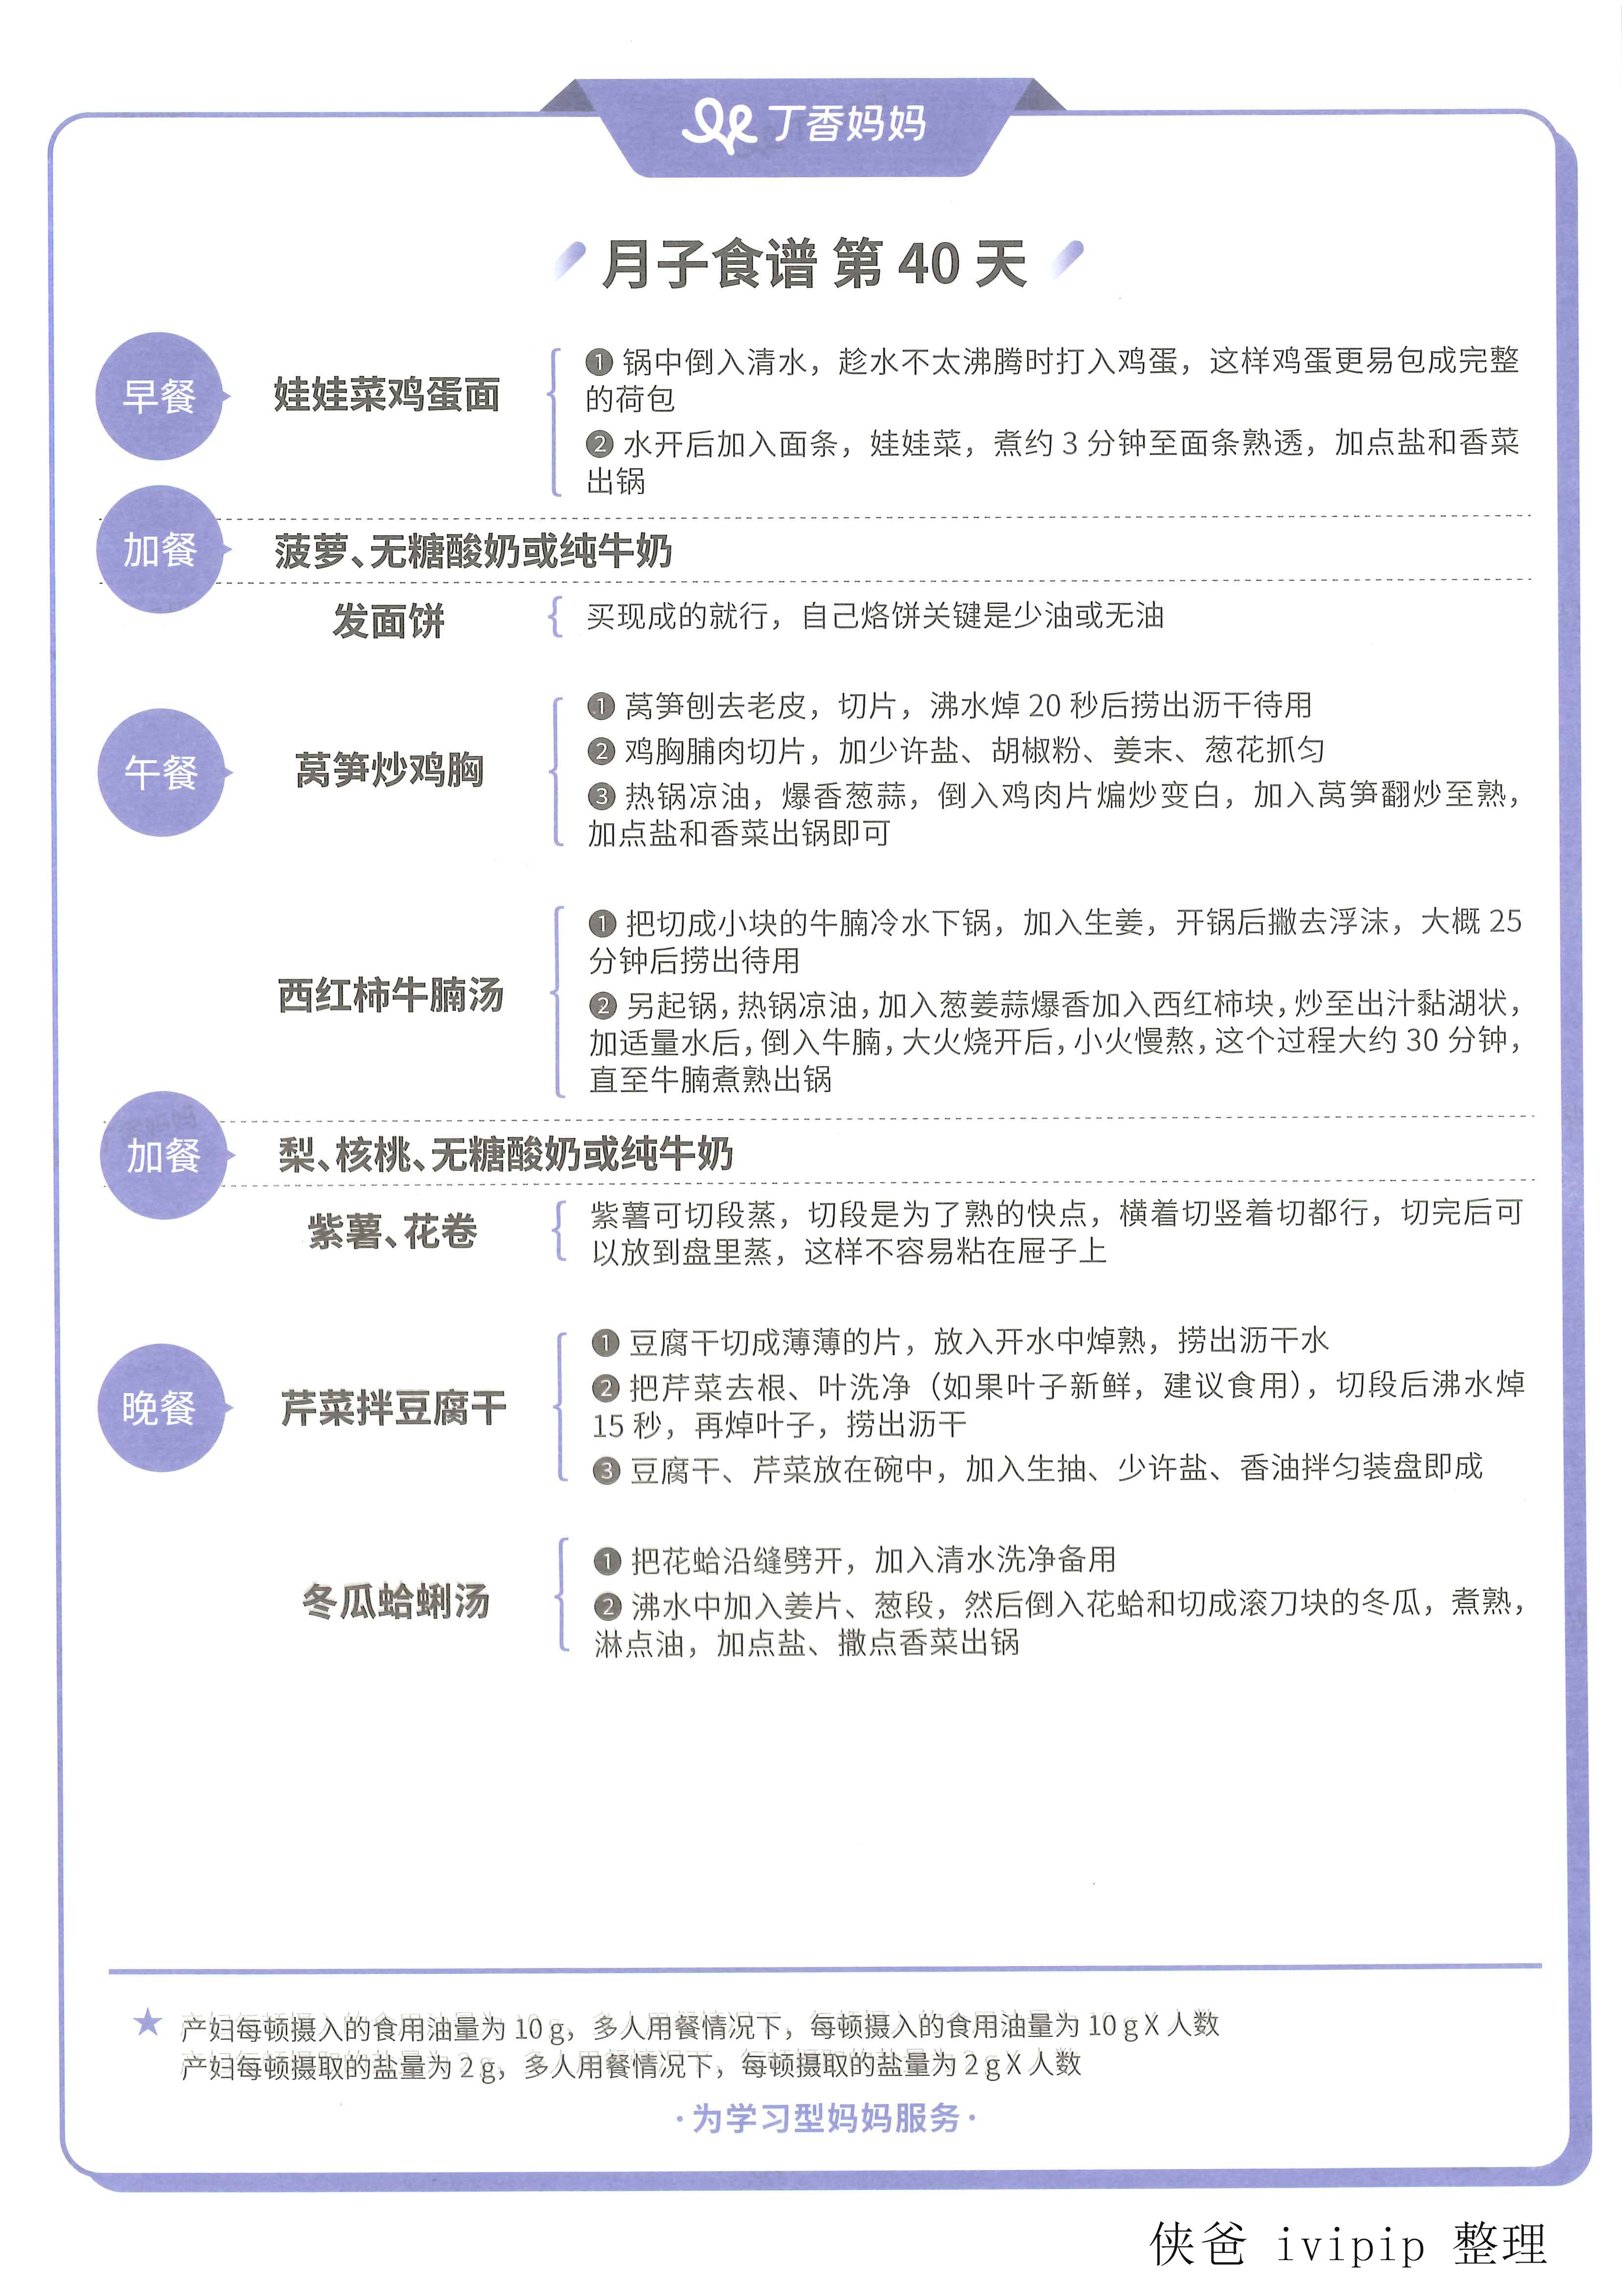 丁香妈妈
月子食谱 第 40 天
早餐
娃娃菜鸡蛋面
❶ 锅中倒入清水，趁水不太沸腾时打入鸡蛋，这样鸡蛋更易包成完整
的荷包
❷ 水开后加入面条，娃娃菜，煮约 3 分钟至面条熟透，加点盐和香菜
出锅
加餐
菠萝、无糖酸奶或纯牛奶
发面饼
买现成的就行，自己烙饼关键是少油或无油
午餐
莴笋炒鸡胸
❶ 莴笋刨去老皮，切片，沸水焯 20 秒后捞出沥干待用
❷ 鸡胸脯肉切片，加少许盐、胡椒粉、姜末、葱花抓匀
❸ 热锅凉油，爆香葱蒜，倒入鸡肉片煸炒变白，加入莴笋翻炒至熟，
加点盐和香菜出锅即可
西红柿牛腩汤
❶ 把切成小块的牛腩冷水下锅，加入生姜，开锅后撇去浮沫，大概 25
分钟后捞出待用
❷ 另起锅，热锅凉油，加入葱姜蒜爆香加入西红柿块，炒至出汁黏湖状，
加适量水后，倒入牛腩，大火烧开后，小火慢熬，这个过程大约 30 分钟，
直至牛腩煮熟出锅
加餐
梨、核桃、无糖酸奶或纯牛奶
紫薯、花卷
紫薯可切段蒸，切段是为了熟的快点，横着切竖着切都行，切完后可
以放到盘里蒸，这样不容易粘在屉子上
晚餐
芹菜拌豆腐干
❶ 豆腐干切成薄薄的片，放入开水中焯熟，捞出沥干水
❷ 把芹菜去根、叶洗净（如果叶子新鲜，建议食用），切段后沸水焯
15 秒，再焯叶子，捞出沥干
❸ 豆腐干、芹菜放在碗中，加入生抽、少许盐、香油拌匀装盘即成
冬瓜蛤蜊汤
❶ 把花蛤沿缝劈开，加入清水洗净备用
❷ 沸水中加入姜片、葱段，然后倒入花蛤和切成滚刀块的冬瓜，煮熟，
淋点油，加点盐、撒点香菜出锅
★ 产妇每顿摄入的食用油量为 10 g，多人用餐情况下，每顿摄入的食用油量为 10 g X 人数
产妇每顿摄取的盐量为 2 g，多人用餐情况下，每顿摄取的盐量为 2 g X 人数
·为学习型妈妈服务·
侠爸 ivipip 整理